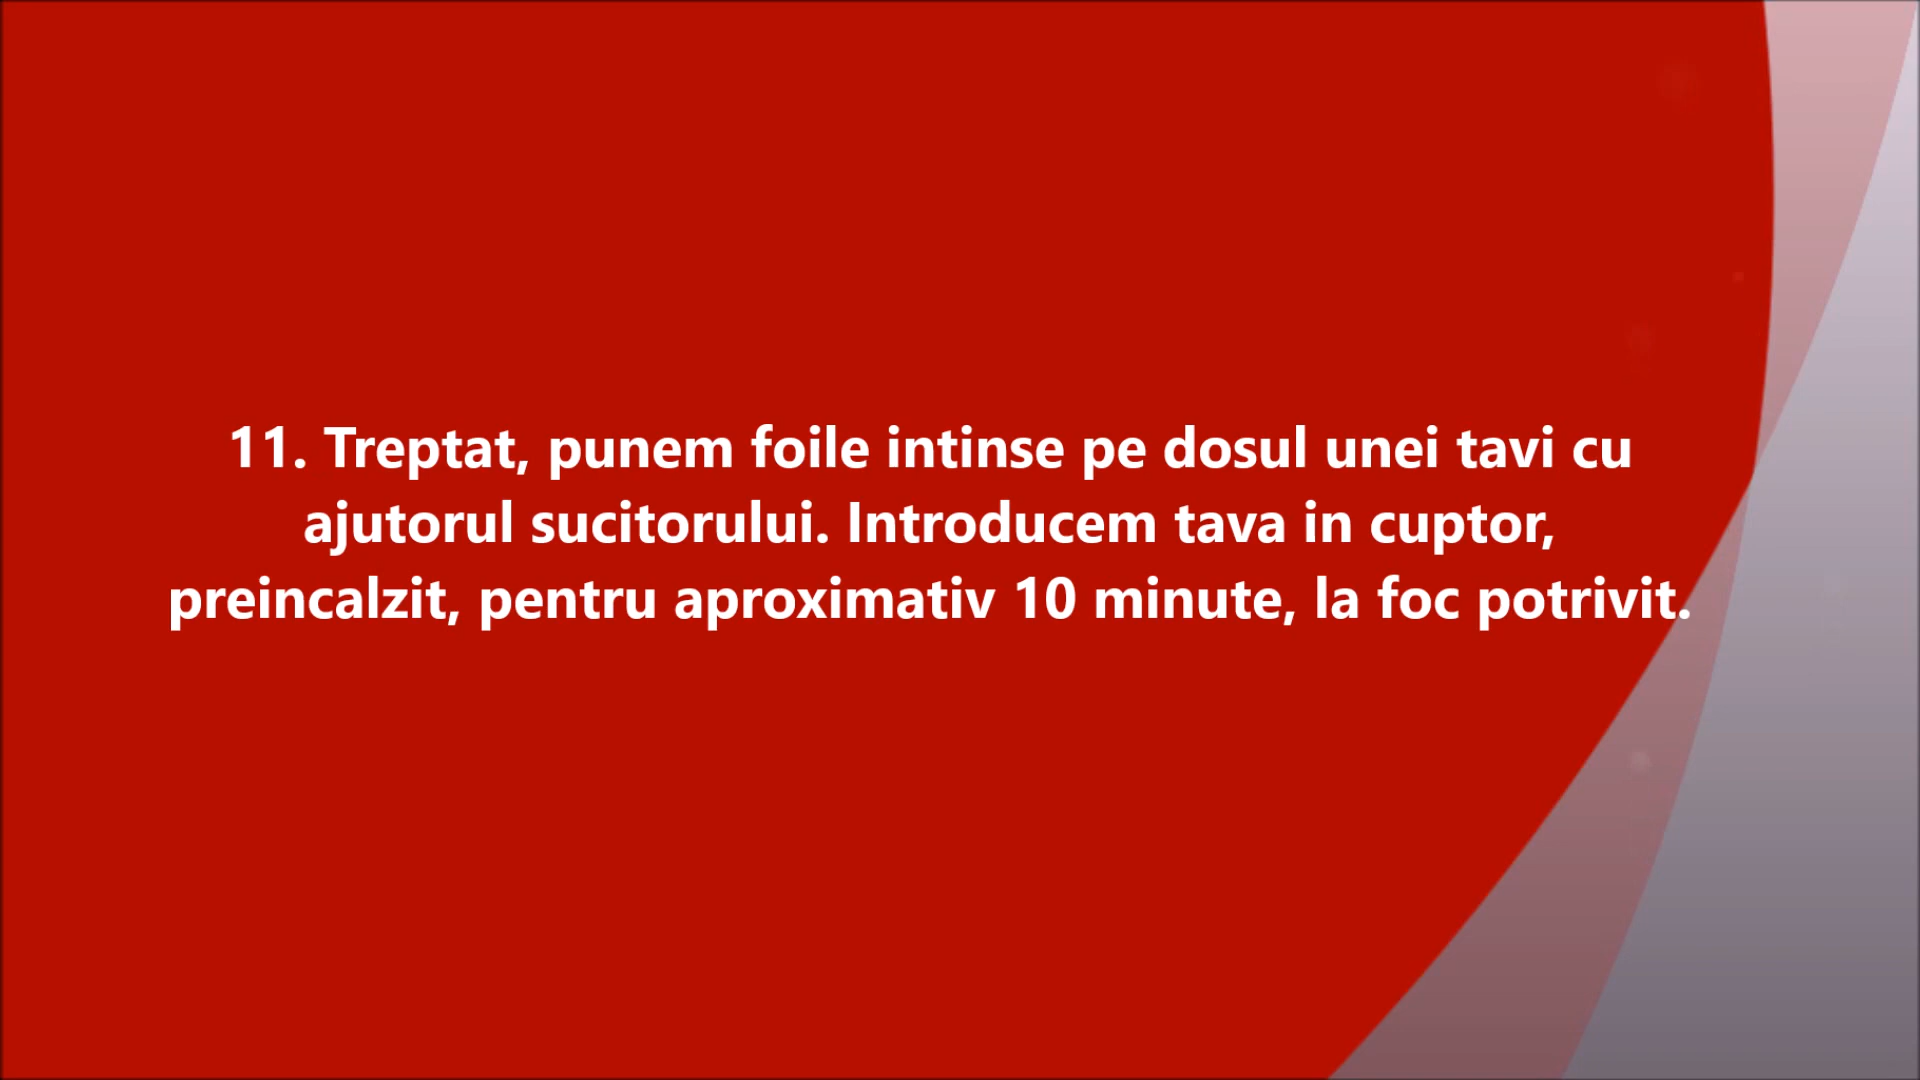 11. Treptat, punem foile intinse pe dosul unei tavi cu
ajutorul sucitorului. Introducem tava in cuptor,
preincalzit, pentru aproximativ 10 minute, la foc potrivit.